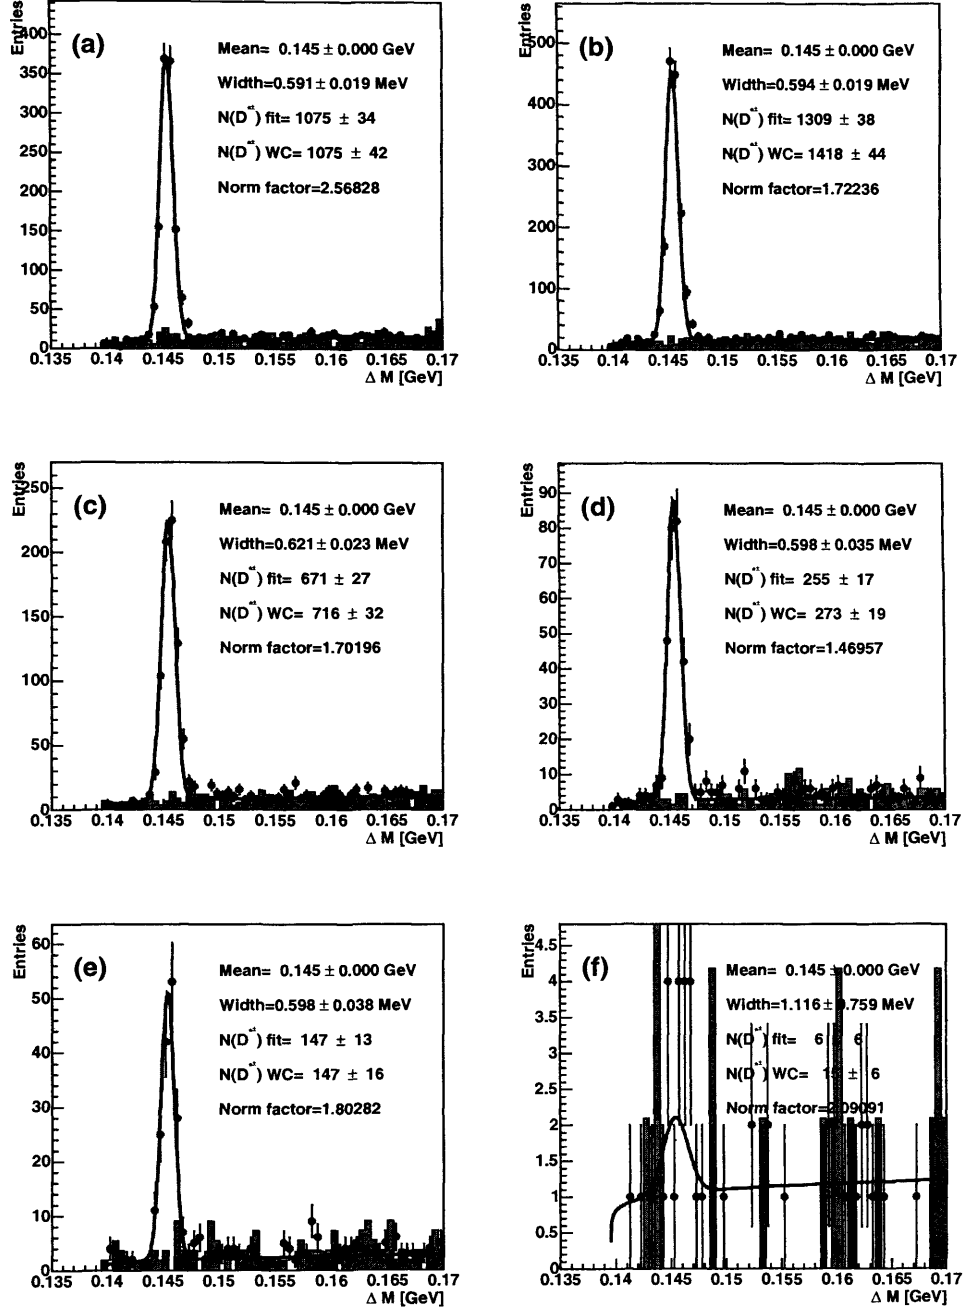 Entries
(a)
Mean= 0.145 ± 0.000 GeV
Width=0.591 ± 0.019 MeV
N(D*±) fit= 1075 ± 34
N(D*±) WC= 1075 ± 42
Norm factor=2.56828
400
350
300
250
200
150
100
50
0
0.135 0.14 0.145 0.15 0.155 0.16 0.165 0.17
Δ M [GeV]
Entries
(b)
Mean= 0.145 ± 0.000 GeV
Width=0.594 ± 0.019 MeV
N(D*±) fit= 1309 ± 38
N(D*±) WC= 1418 ± 44
Norm factor=1.72236
500
400
300
200
100
0
0.135 0.14 0.145 0.15 0.155 0.16 0.165 0.17
Δ M [GeV]
Entries
(c)
Mean= 0.145 ± 0.000 GeV
Width=0.621 ± 0.023 MeV
N(D*±) fit= 671 ± 27
N(D*±) WC= 716 ± 32
Norm factor=1.70196
250
200
150
100
50
0
0.135 0.14 0.145 0.15 0.155 0.16 0.165 0.17
Δ M [GeV]
Entries
(d)
Mean= 0.145 ± 0.000 GeV
Width=0.598 ± 0.035 MeV
N(D*±) fit= 255 ± 17
N(D*±) WC= 273 ± 19
Norm factor=1.46957
90
80
70
60
50
40
30
20
10
0
0.135 0.14 0.145 0.15 0.155 0.16 0.165 0.17
Δ M [GeV]
Entries
(e)
Mean= 0.145 ± 0.000 GeV
Width=0.598 ± 0.038 MeV
N(D*±) fit= 147 ± 13
N(D*±) WC= 147 ± 16
Norm factor=1.80282
60
50
40
30
20
10
0
0.135 0.14 0.145 0.15 0.155 0.16 0.165 0.17
Δ M [GeV]
Entries
(f)
Mean= 0.145 ± 0.000 GeV
Width=1.116 ± 0.759 MeV
N(D*±) fit= 6 6
N(D*±) WC= ± 6
Norm factor=2.09091
4.5
4
3.5
3
2.5
2
1.5
1
0.5
0
0.135 0.14 0.145 0.15 0.155 0.16 0.165 0.17
Δ M [GeV]